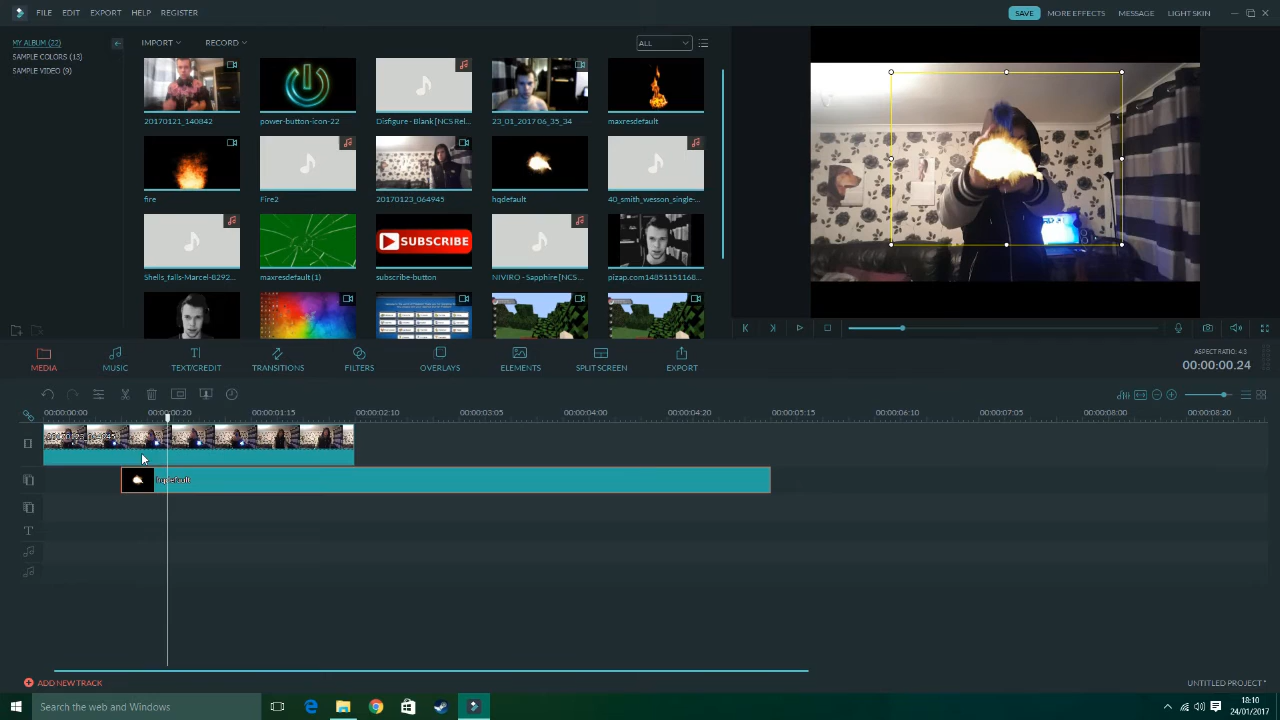 FILE EDIT EXPORT HELP REGISTER
SAVE MORE EFFECTS MESSAGE LIGHT SKIN
MY ALBUM (22)
SAMPLE COLORS (13)
SAMPLE VIDEO (9)
IMPORT RECORD ALL
20170121_140842 power-button-icon-22 Disfigure - Blank [NCS Rel... 23_01_2017 06_35_34 maxresdefault
fire Fire2 20170123_064945 hqdefault 40_smith_wesson_single-...
SUBSCRIBE
Shells_falls-Marcel-8292... maxresdefault (1) subscribe-button NIVIRO - Sapphire [NCS... pizap.com14851151168...
MEDIA MUSIC TEXT/CREDIT TRANSITIONS FILTERS OVERLAYS ELEMENTS SPLIT SCREEN EXPORT
ASPECT RATIO: 4:3
00:00:00.24
00:00:00:00 00:00:00:20 00:00:01:15 00:00:02:10 00:00:03:05 00:00:04:00 00:00:04:20 00:00:05:15 00:00:06:10 00:00:07:05 00:00:08:00 00:00:08:20
20170123_064945
hqdefault
T
ADD NEW TRACK
UNTITLED PROJECT *
Search the web and Windows
18:10
24/01/2017